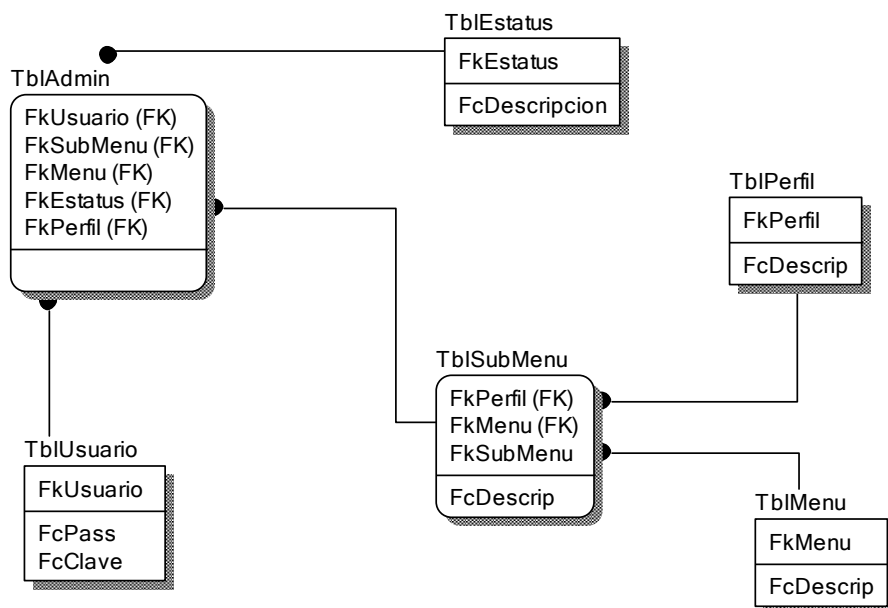 TblEstatus
FkEstatus
FcDescripcion
TblAdmin
FkUsuario (FK)
FkSubMenu (FK)
FkMenu (FK)
FkEstatus (FK)
FkPerfil (FK)
TblPerfil
FkPerfil
FcDescrip
TblSubMenu
FkPerfil (FK)
FkMenu (FK)
FkSubMenu
FcDescrip
TblUsuario
FkUsuario
FcPass
FcClave
TblMenu
FkMenu
FcDescrip